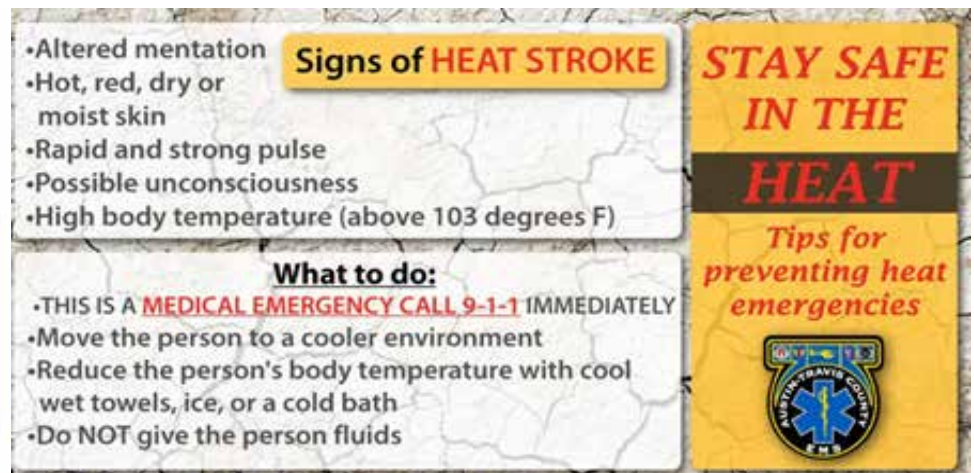 Signs of HEAT STROKE
•Altered mentation
•Hot, red, dry or
moist skin
•Rapid and strong pulse
•Possible unconsciousness
•High body temperature (above 103 degrees F)
What to do:
•THIS IS A MEDICAL EMERGENCY CALL 9-1-1 IMMEDIATELY
•Move the person to a cooler environment
•Reduce the person's body temperature with cool
wet towels, ice, or a cold bath
•Do NOT give the person fluids
STAY SAFE
IN THE
HEAT
Tips for
preventing heat
emergencies
AUSTIN-TRAVIS COUNTY
EMS